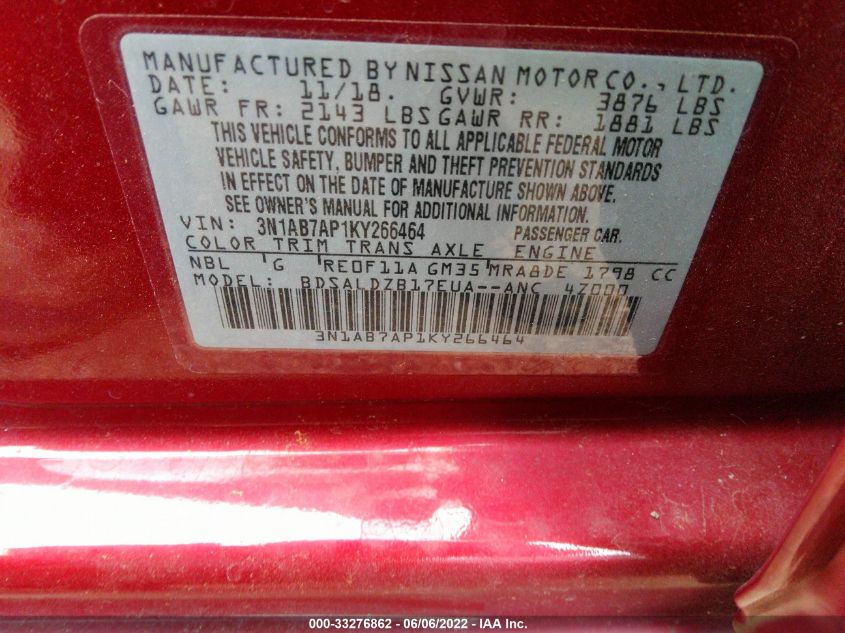 MANUFACTURED BY NISSAN MOTOR CO., LTD.
DATE: 11/18. GVWR: 3876 LBS
GAWR FR: 2143 LBS GAWR RR: 1881 LBS
THIS VEHICLE CONFORMS TO ALL APPLICABLE FEDERAL MOTOR
VEHICLE SAFETY, BUMPER AND THEFT PREVENTION STANDARDS
IN EFFECT ON THE DATE OF MANUFACTURE SHOWN ABOVE.
SEE OWNER'S MANUAL FOR ADDITIONAL INFORMATION.
VIN: 3N1AB7AP1KY266464 PASSENGER CAR.
COLOR TRIM TRANS AXLE ENGINE
NBL G RE0F11A GM35 MRA8DE 1798 CC
MODEL: BDSALDZB17EUA--ANC 47000
3N1AB7AP1KY266464
000-33276862 - 06/06/2022 - IAA Inc.